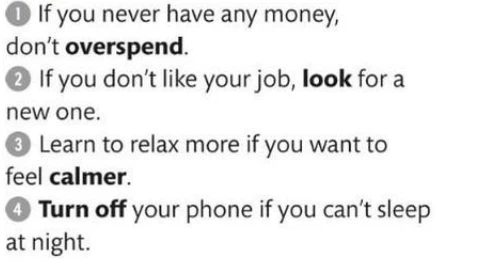 1 If you never have any money,
don't overspend.
2 If you don't like your job, look for a
new one.
3 Learn to relax more if you want to
feel calmer.
4 Turn off your phone if you can't sleep
at night.